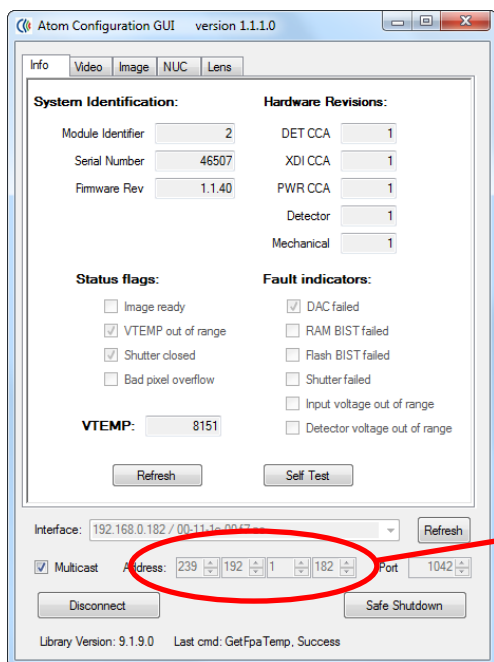 Atom Configuration GUI version 1.1.1.0
Info Video Image NUC Lens
System Identification: Hardware Revisions:
Module Identifier 2 DET CCA 1
Serial Number 46507 XDI CCA 1
Firmware Rev 1.1.40 PWR CCA 1
Detector 1
Mechanical 1
Status flags: Fault indicators:
Image ready DAC failed
VTEMP out of range RAM BIST failed
Shutter closed Flash BIST failed
Bad pixel overflow Shutter failed
Input voltage out of range
VTEMP: 8151 Detector voltage out of range
Refresh Self Test
Interface: 192.168.0.182 / Refresh
Multicast Address: 239 192 1 182 Port 1042
Disconnect Safe Shutdown
Library Version: 9.1.9.0 Last cmd: GetFpaTemp, Success